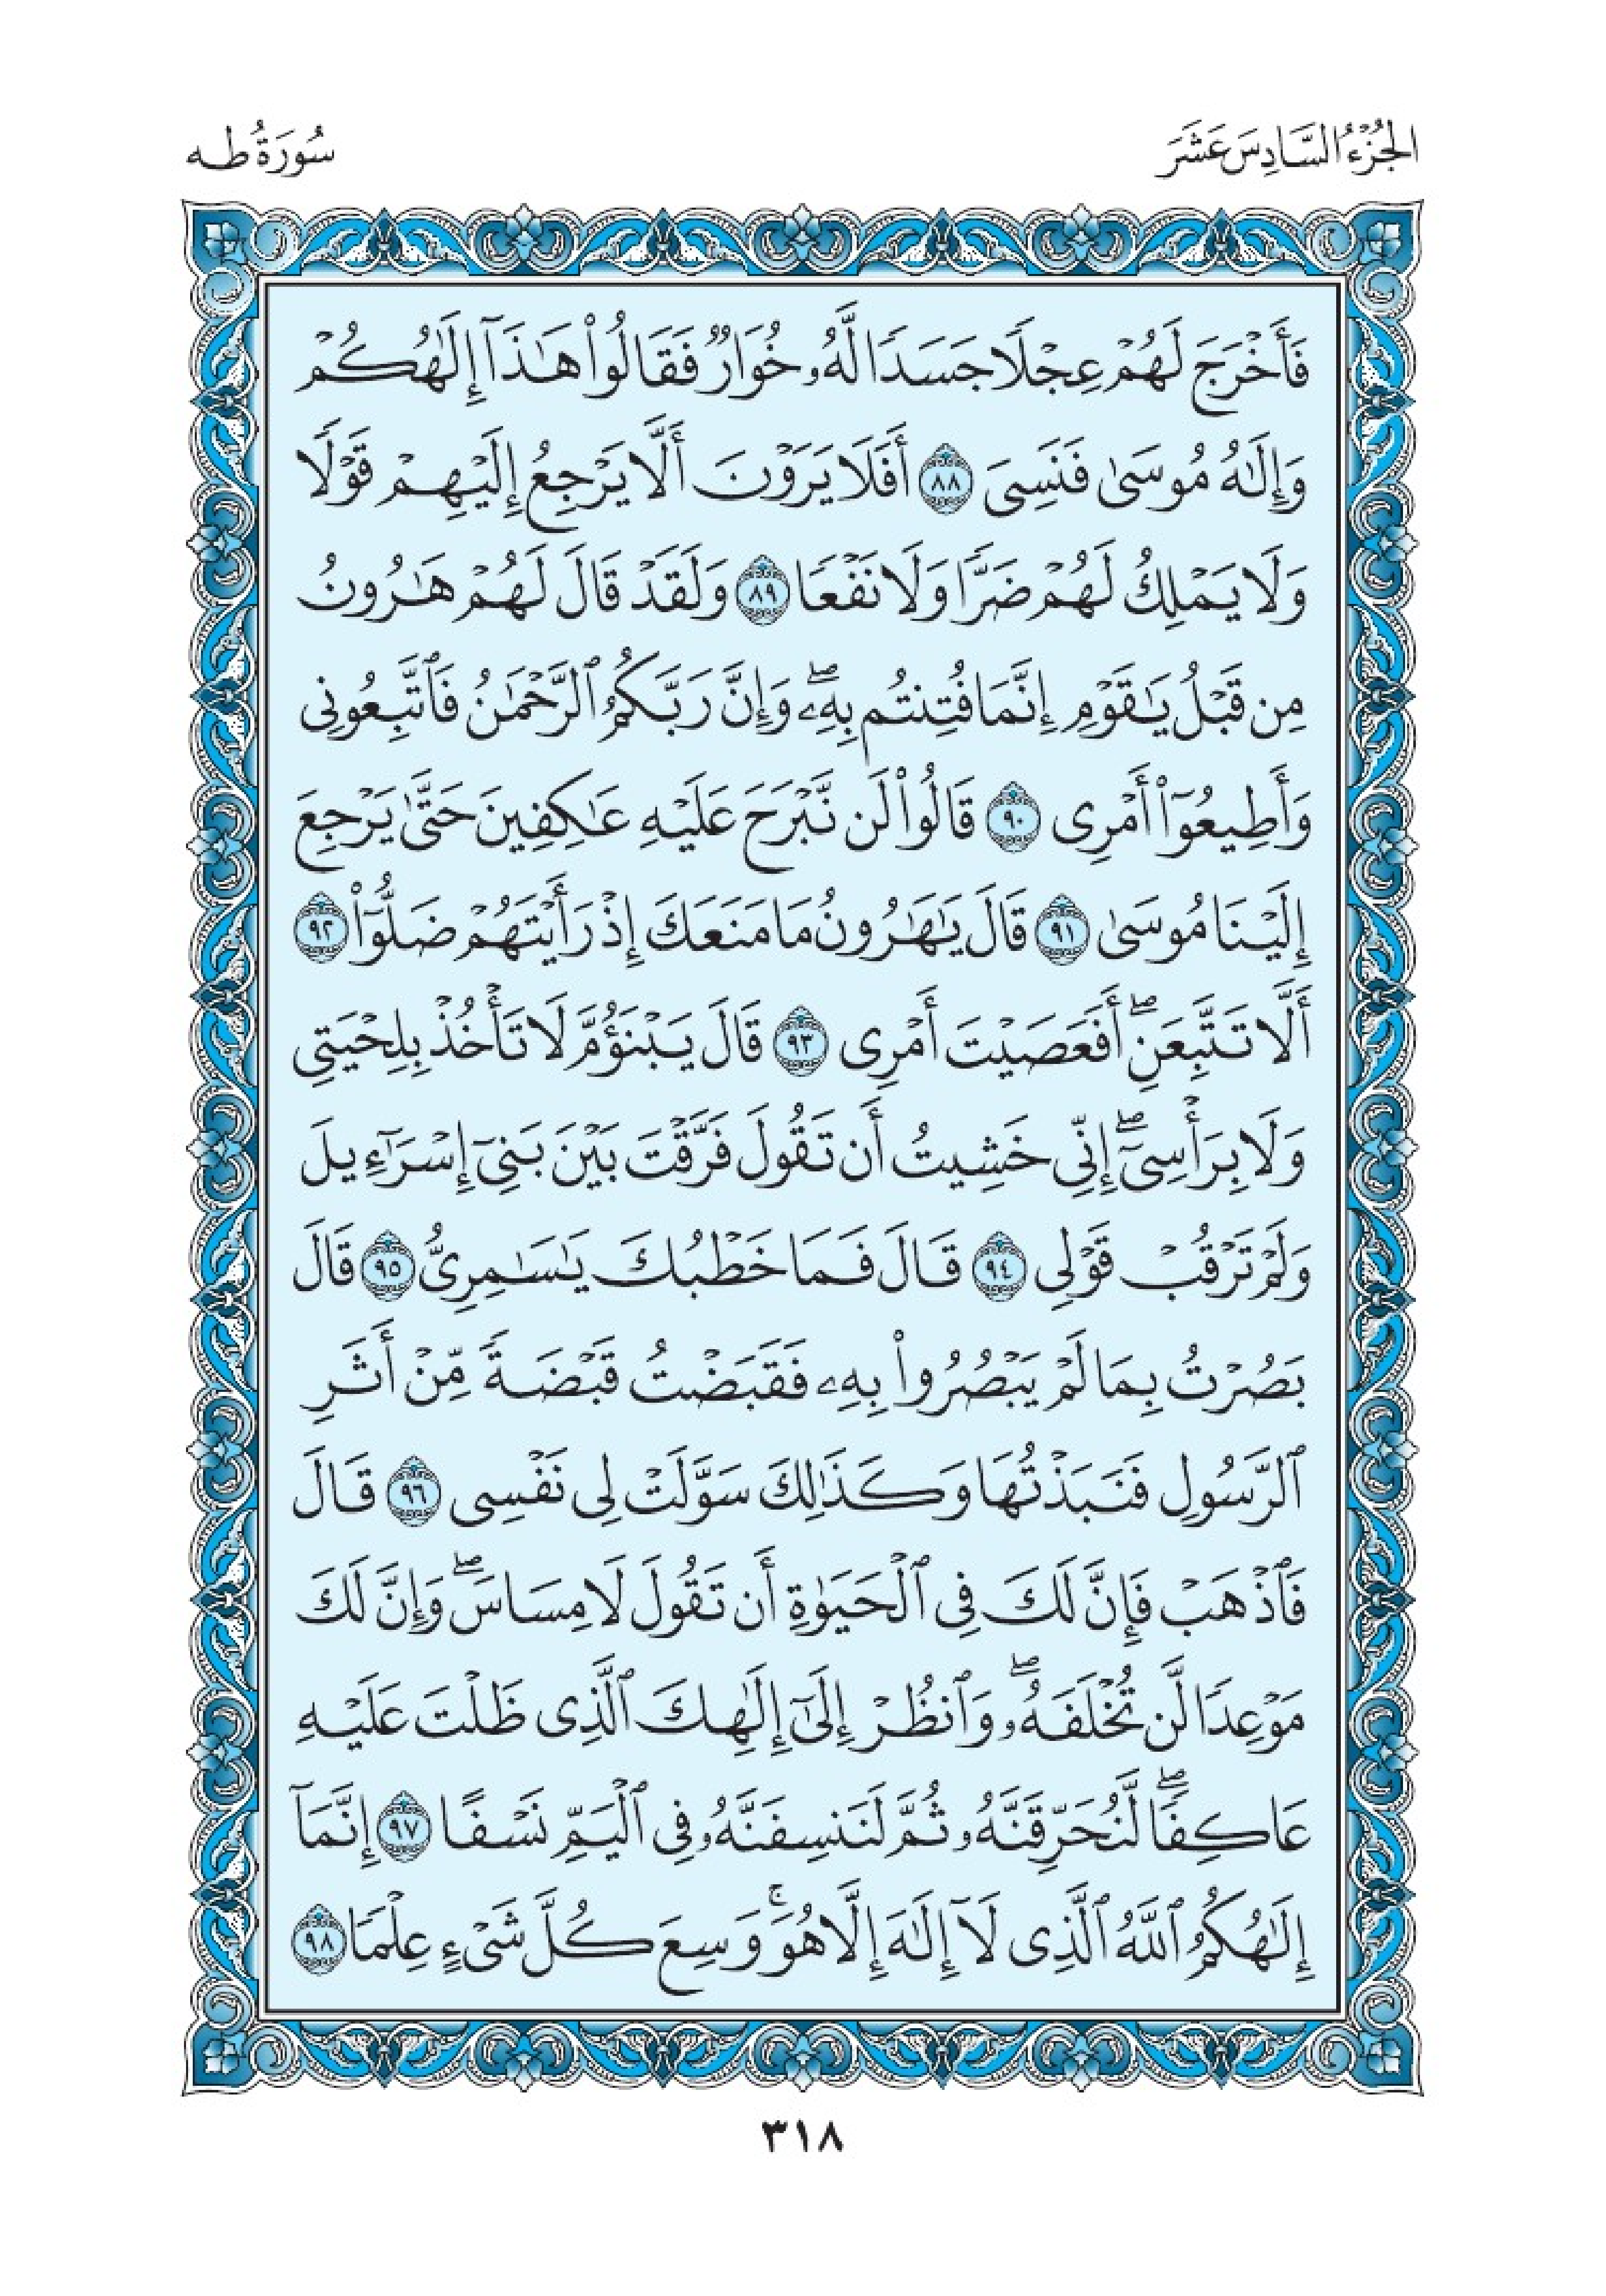 الجُزْءُ السَّادِسَ عَشَرَ
سُورَةُ طه
فَأَخۡرَجَ لَهُمۡ عِجۡلٗا جَسَدٗا لَّهُۥ خُوَارٞ فَقَالُواْ هَٰذَآ إِلَٰهُكُمۡ
وَإِلَٰهُ مُوسَىٰ فَنَسِيَ ٨٨ أَفَلَا يَرَوۡنَ أَلَّا يَرۡجِعُ إِلَيۡهِمۡ قَوۡلٗا
وَلَا يَمۡلِكُ لَهُمۡ ضَرّٗا وَلَا نَفۡعٗا ٨٩ وَلَقَدۡ قَالَ لَهُمۡ هَٰرُونُ
مِن قَبۡلُ يَٰقَوۡمِ إِنَّمَا فُتِنتُم بِهِۦۖ وَإِنَّ رَبَّكُمُ ٱلرَّحۡمَٰنُ فَٱتَّبِعُونِي
وَأَطِيعُوٓاْ أَمۡرِي ٩٠ قَالُواْ لَن نَّبۡرَحَ عَلَيۡهِ عَٰكِفِينَ حَتَّىٰ يَرۡجِعَ
إِلَيۡنَا مُوسَىٰ ٩١ قَالَ يَٰهَٰرُونُ مَا مَنَعَكَ إِذۡ رَأَيۡتَهُمۡ ضَلُّوٓاْ ٩٢
أَلَّا تَتَّبِعَنِۖ أَفَعَصَيۡتَ أَمۡرِي ٩٣ قَالَ يَبۡنَؤُمَّ لَا تَأۡخُذۡ بِلِحۡيَتِي
وَلَا بِرَأۡسِيٓۖ إِنِّي خَشِيتُ أَن تَقُولَ فَرَّقۡتَ بَيۡنَ بَنِيٓ إِسۡرَٰٓءِيلَ
وَلَمۡ تَرۡقُبۡ قَوۡلِي ٩٤ قَالَ فَمَا خَطۡبُكَ يَٰسَٰمِرِيُّ ٩٥ قَالَ
بَصُرۡتُ بِمَا لَمۡ يَبۡصُرُواْ بِهِۦ فَقَبَضۡتُ قَبۡضَةٗ مِّنۡ أَثَرِ
ٱلرَّسُولِ فَنَبَذۡتُهَا وَكَذَٰلِكَ سَوَّلَتۡ لِي نَفۡسِي ٩٦ قَالَ
فَٱذۡهَبۡ فَإِنَّ لَكَ فِي ٱلۡحَيَوٰةِ أَن تَقُولَ لَا مِسَاسَۖ وَإِنَّ لَكَ
مَوۡعِدٗا لَّن تُخۡلَفَهُۥۖ وَٱنظُرۡ إِلَىٰٓ إِلَٰهِكَ ٱلَّذِي ظَلۡتَ عَلَيۡهِ
عَاكِفٗاۖ لَّنُحَرِّقَنَّهُۥ ثُمَّ لَنَنسِفَنَّهُۥ فِي ٱلۡيَمِّ نَسۡفًا ٩٧ إِنَّمَآ
إِلَٰهُكُمُ ٱللَّهُ ٱلَّذِي لَآ إِلَٰهَ إِلَّا هُوَۚ وَسِعَ كُلَّ شَيۡءٍ عِلۡمٗا ٩٨
٣١٨